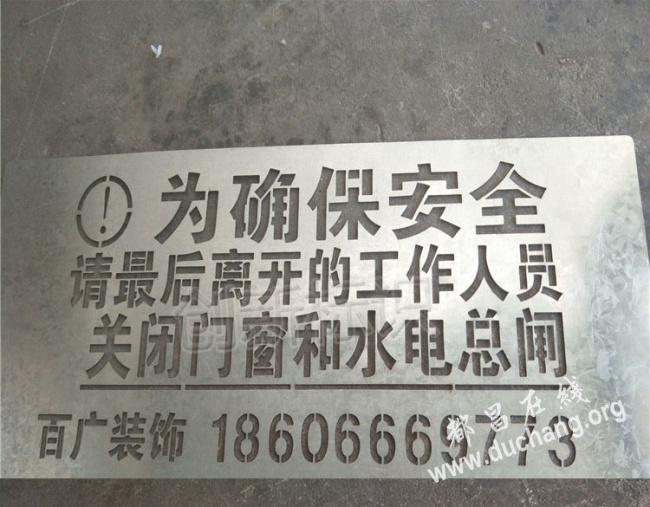 ! 为确保安全
请最后离开的工作人员
关闭门窗和水电总闸
百广装饰 18606669773
都昌在线
www.duchang.org